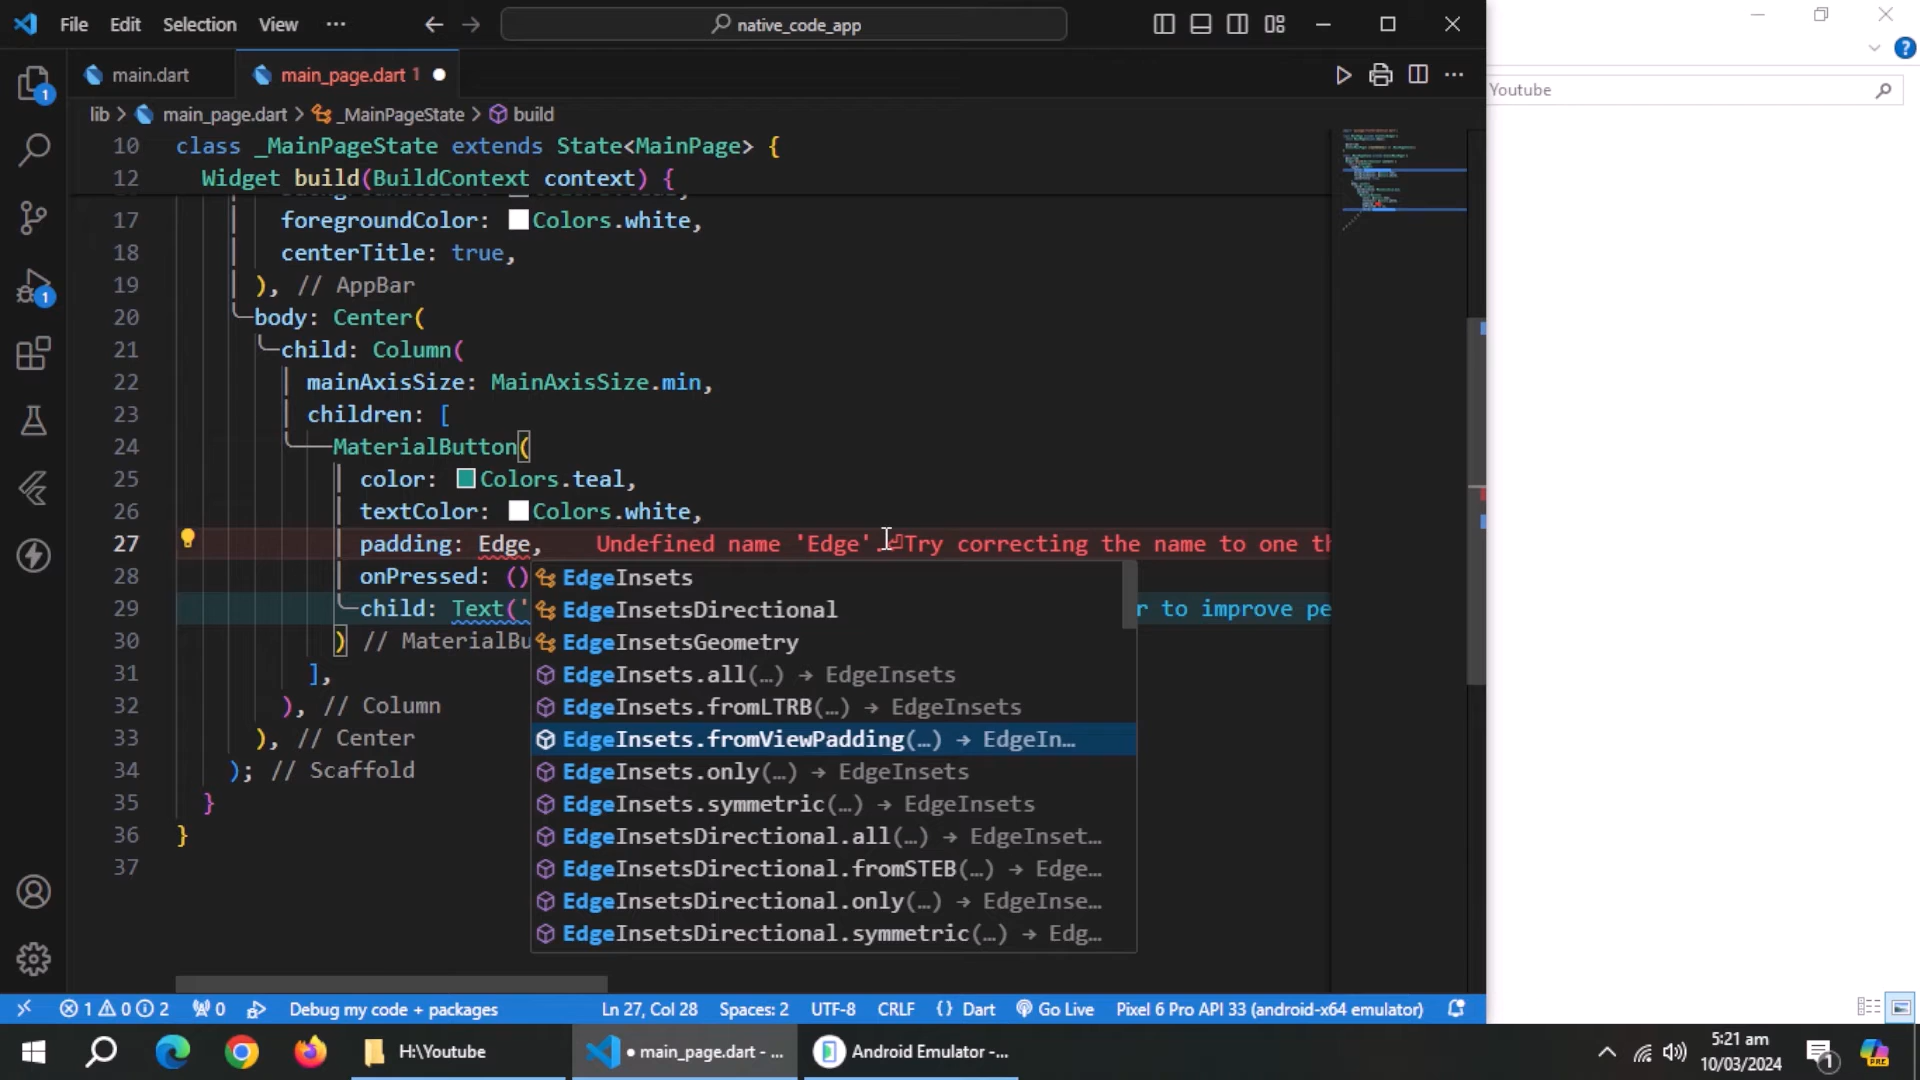 File Edit Selection View ··· native_code_app
Youtube
main.dart main_page.dart 1
lib > main_page.dart > _MainPageState > build
10 class _MainPageState extends State<MainPage> {
12 Widget build(BuildContext context) {
17 foregroundColor: Colors.white,
18 centerTitle: true,
19 ), // AppBar
20 body: Center(
21 child: Column(
22 mainAxisSize: MainAxisSize.min,
23 children: [
24 MaterialButton(
25 color: Colors.teal,
26 textColor: Colors.white,
27 padding: Edge, Undefined name 'Edge'.⏎Try correcting the name to one th
28 onPressed: ()
29 child: Text(' r to improve pe
30 ) // MaterialBu
31 ],
32 ), // Column
33 ), // Center
34 ); // Scaffold
35 }
36 }
37
EdgeInsets
EdgeInsetsDirectional
EdgeInsetsGeometry
EdgeInsets.all(…) → EdgeInsets
EdgeInsets.fromLTRB(…) → EdgeInsets
EdgeInsets.fromViewPadding(…) → EdgeIn…
EdgeInsets.only(…) → EdgeInsets
EdgeInsets.symmetric(…) → EdgeInsets
EdgeInsetsDirectional.all(…) → EdgeInset…
EdgeInsetsDirectional.fromSTEB(…) → Edge…
EdgeInsetsDirectional.only(…) → EdgeInse…
EdgeInsetsDirectional.symmetric(…) → Edg…
1 0 2 0 Debug my code + packages Ln 27, Col 28 Spaces: 2 UTF-8 CRLF {} Dart Go Live Pixel 6 Pro API 33 (android-x64 emulator)
H:\Youtube ● main_page.dart - ... Android Emulator -... 5:21 am
10/03/2024